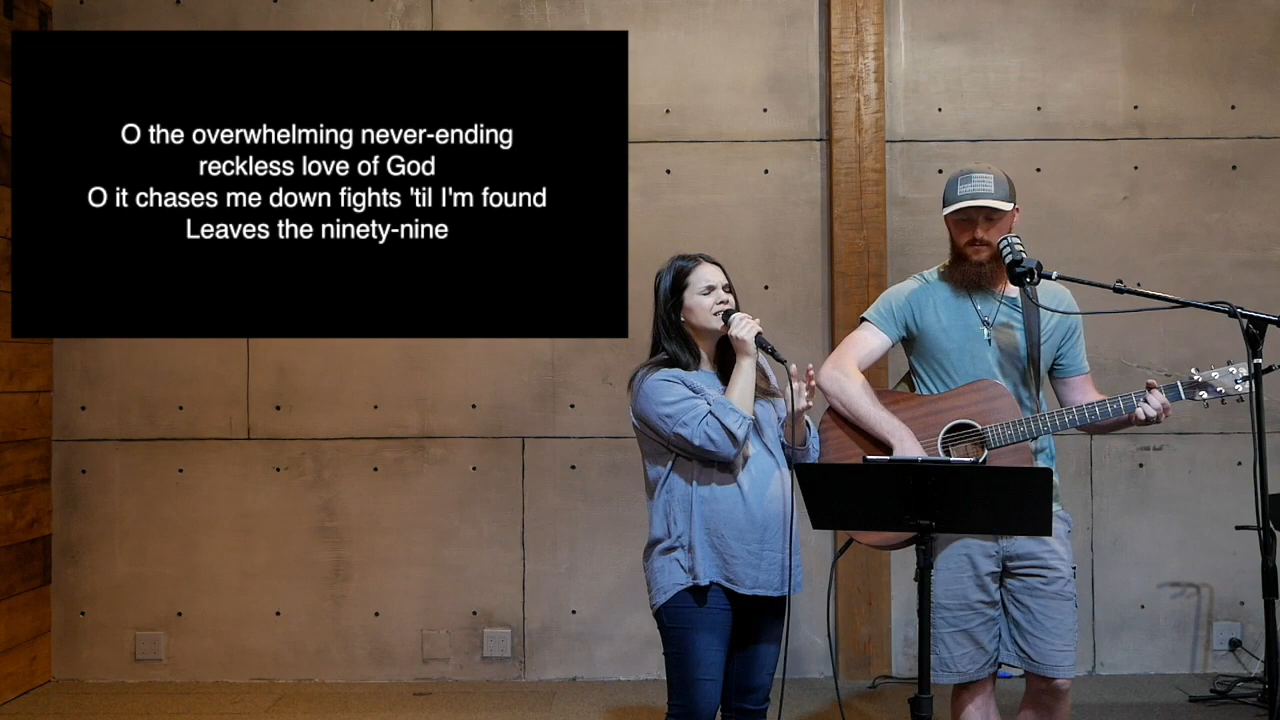 O the overwhelming never-ending
reckless love of God
O it chases me down fights 'til I'm found
Leaves the ninety-nine